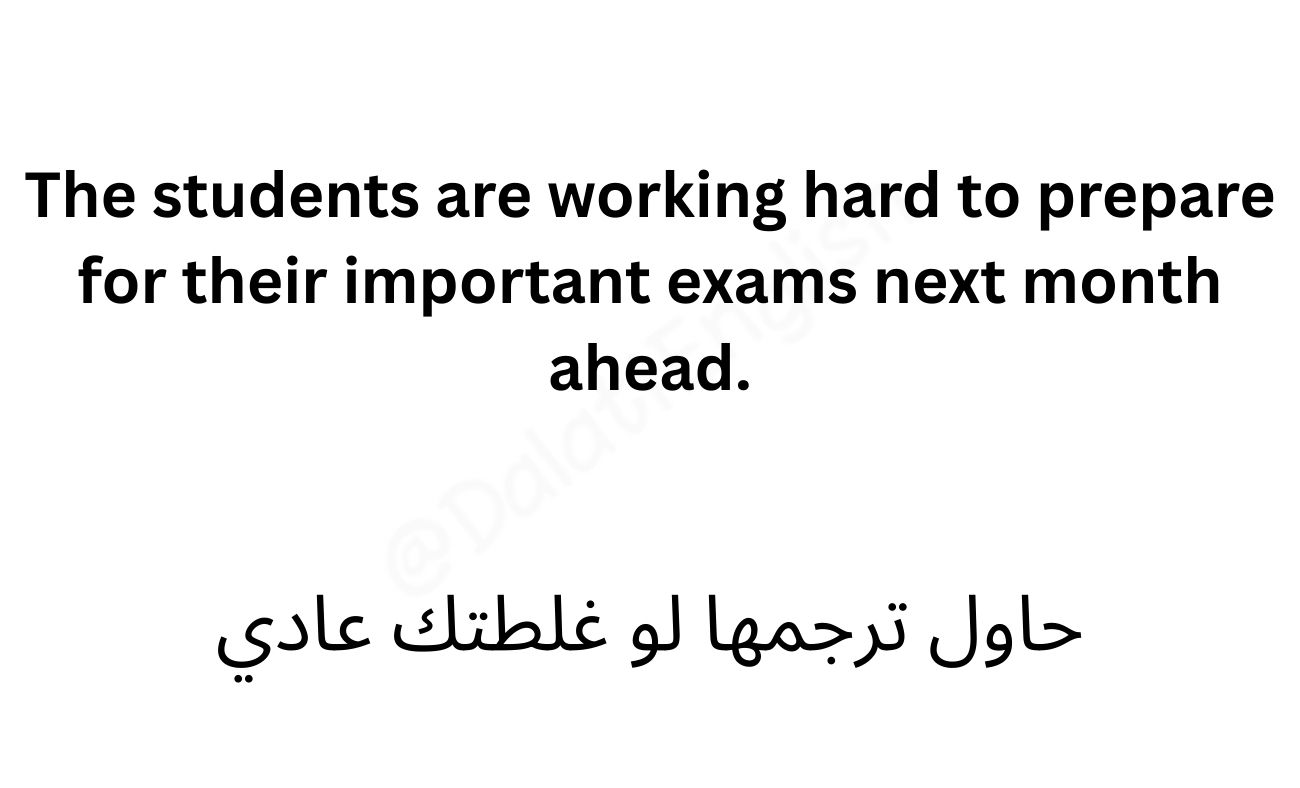 The students are working hard to prepare
for their important exams next month
ahead.
@DalatEnglish
حاول ترجمها لو غلطتك عادي